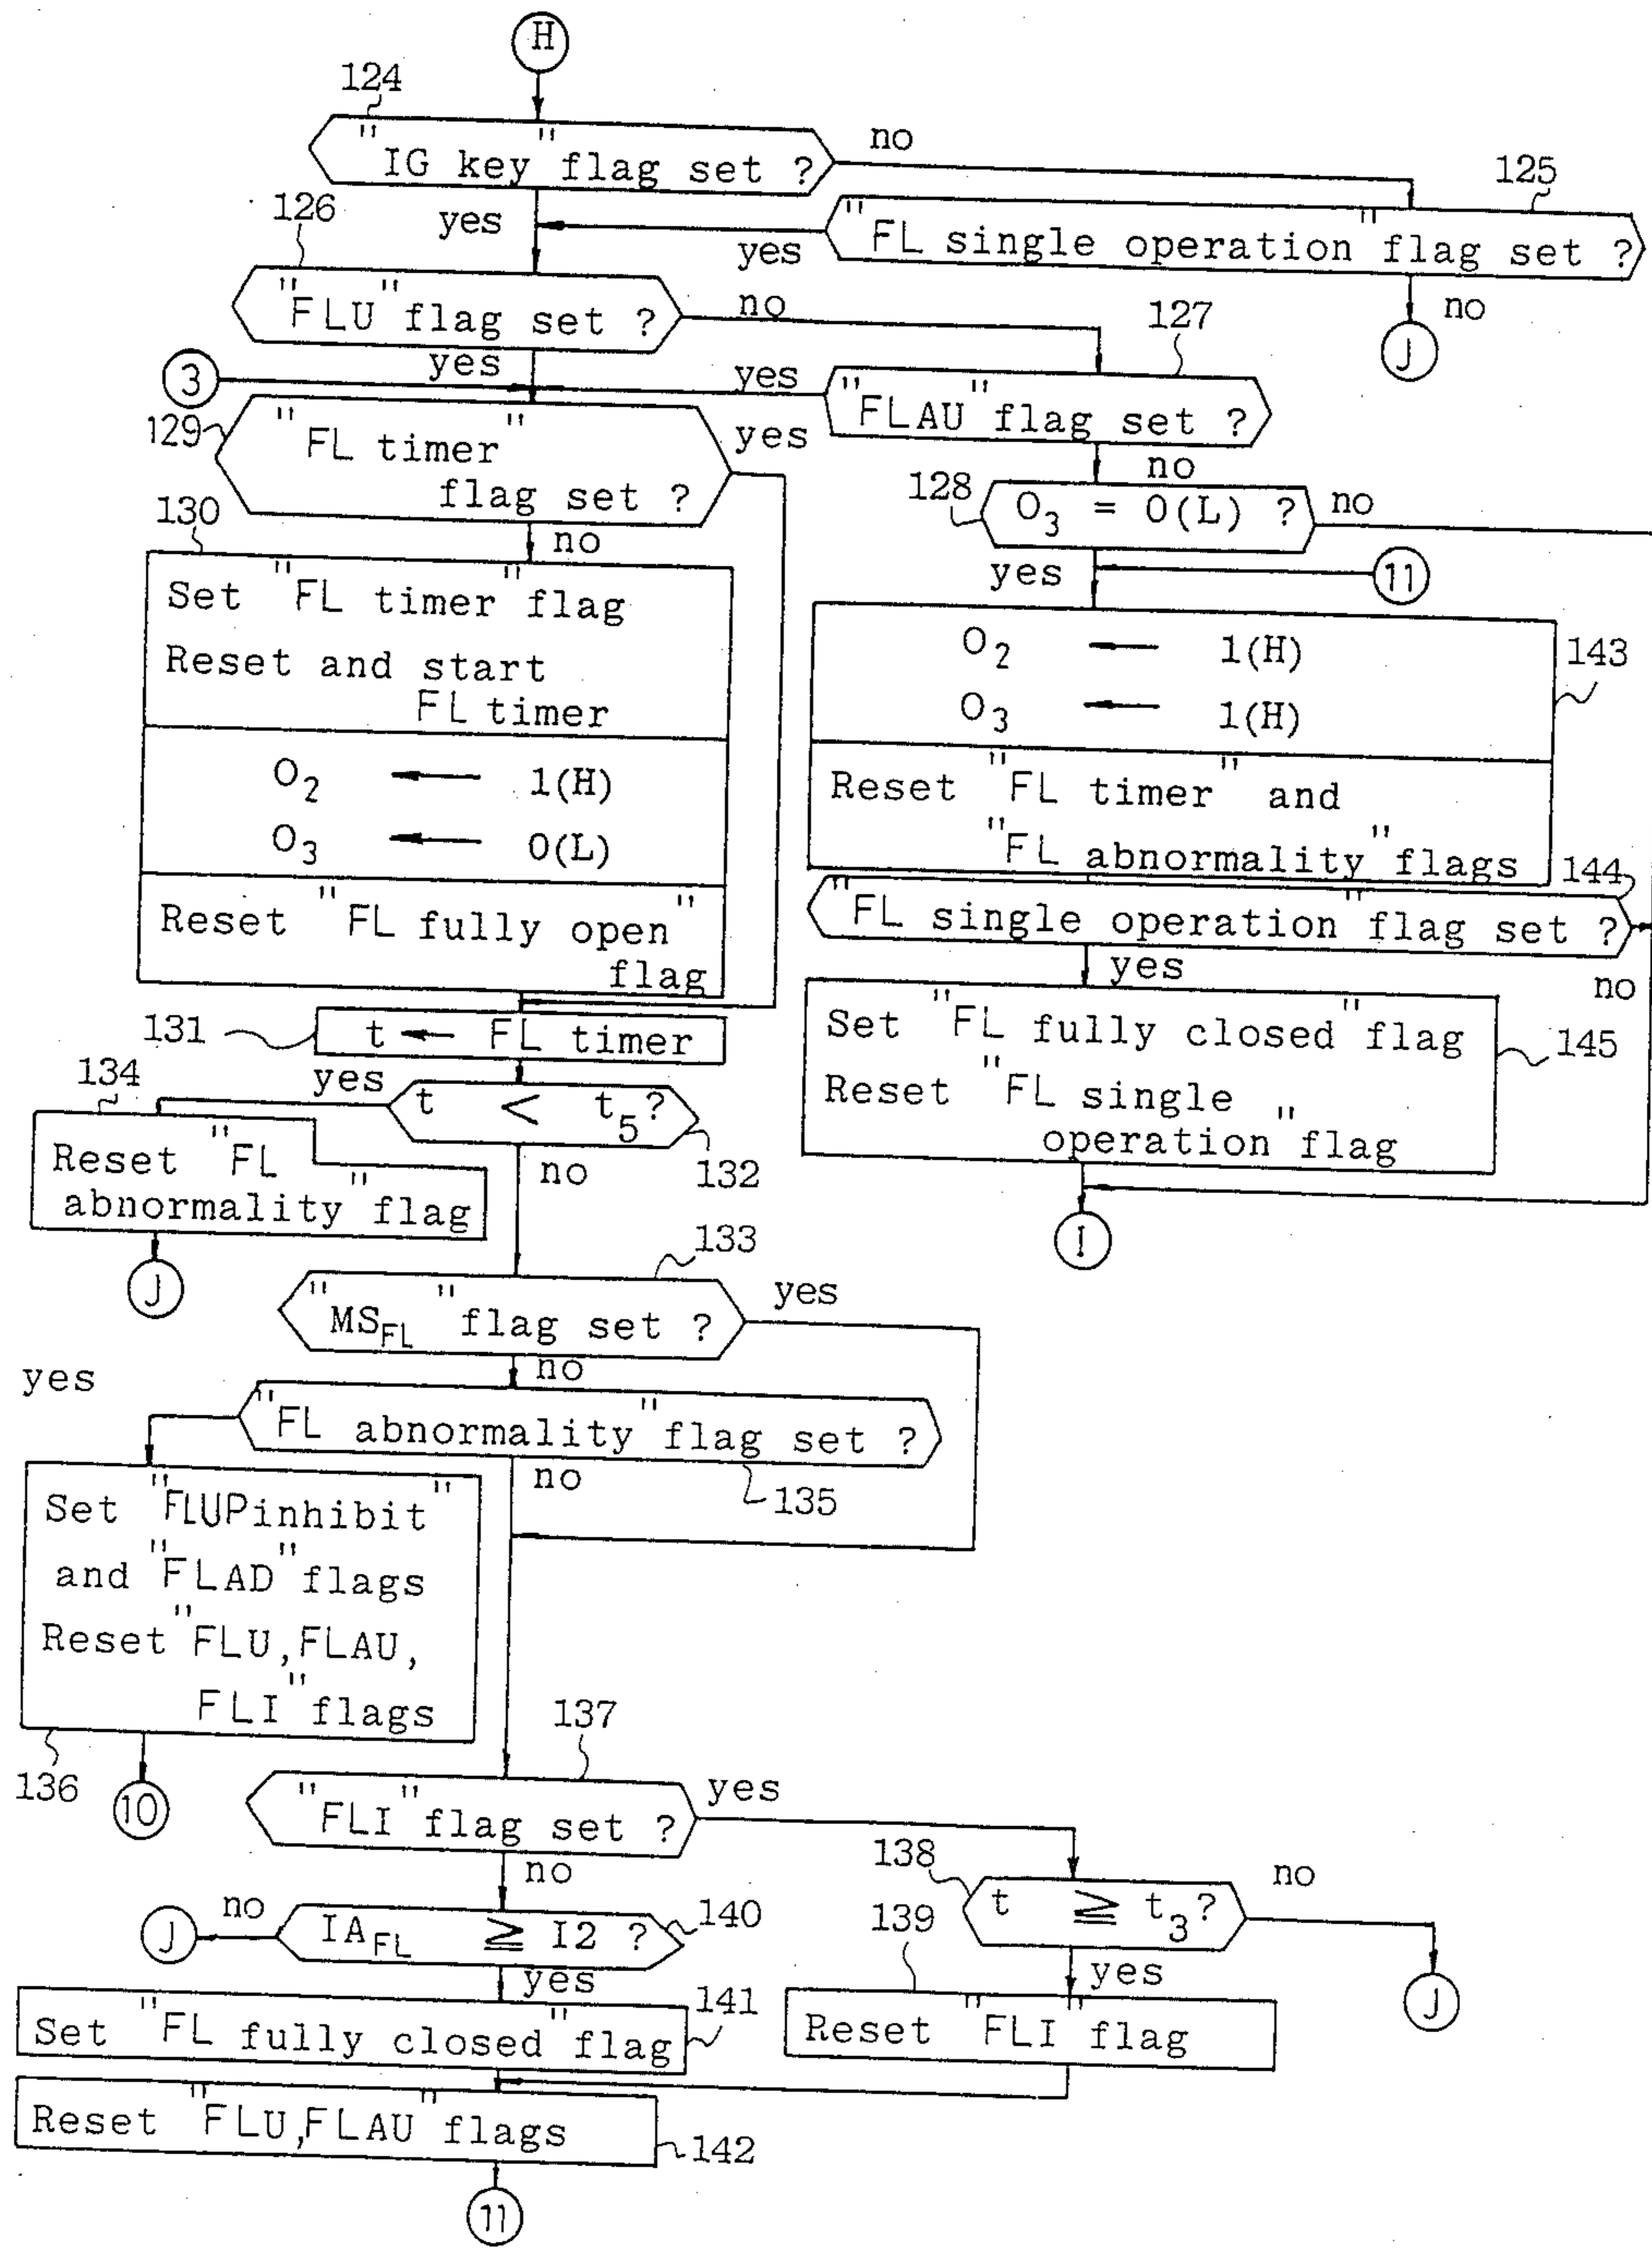 H
124
"IG key" flag set ?
no
125
126
yes
"FL single operation" flag set ?
yes
no
J
"FLU" flag set ?
no
127
yes
3
yes
"FLAU" flag set ?
129
"FL timer"
flag set ?
yes
no
128
O3 = 0(L) ?
no
130
no
yes
11
Set "FL timer" flag
Reset and start
FL timer
O2 ← 1(H)
O3 ← 0(L)
Reset "FL fully open"
flag
O2 ← 1(H)
O3 ← 1(H)
143
Reset "FL timer" and
"FL abnormality" flags
144
"FL single operation" flag set ?
yes
no
131
t ← FL timer
Set "FL fully closed" flag
Reset "FL single
operation" flag
145
134
yes
t < t5?
132
no
Reset "FL
abnormality" flag
J
I
133
"MSFL" flag set ?
yes
no
yes
"FL abnormality" flag set ?
no
135
Set "FLUPinhibit"
and "FLAD" flags
Reset "FLU,FLAU,
FLI" flags
136
10
137
"FLI" flag set ?
yes
no
138
t ≧ t3?
no
J
no
IAFL ≧ I2 ?
140
139
yes
yes
J
141
Set "FL fully closed" flag
Reset "FLI" flag
Reset "FLU,FLAU" flags
142
11